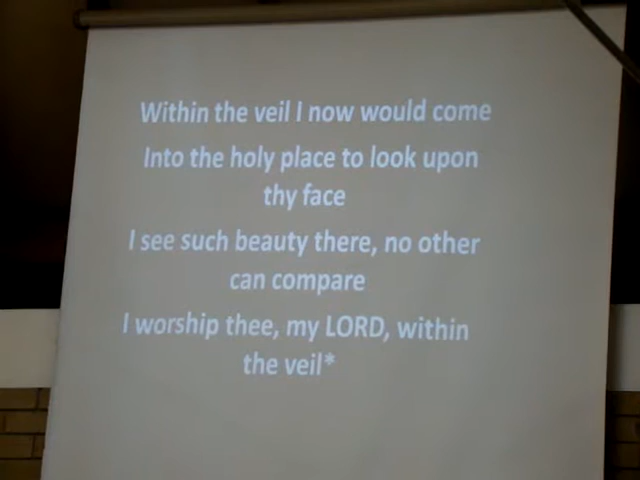 Within the veil I now would come
Into the holy place to look upon
thy face
I see such beauty there, no other
can compare
I worship thee, my LORD, within
the veil*